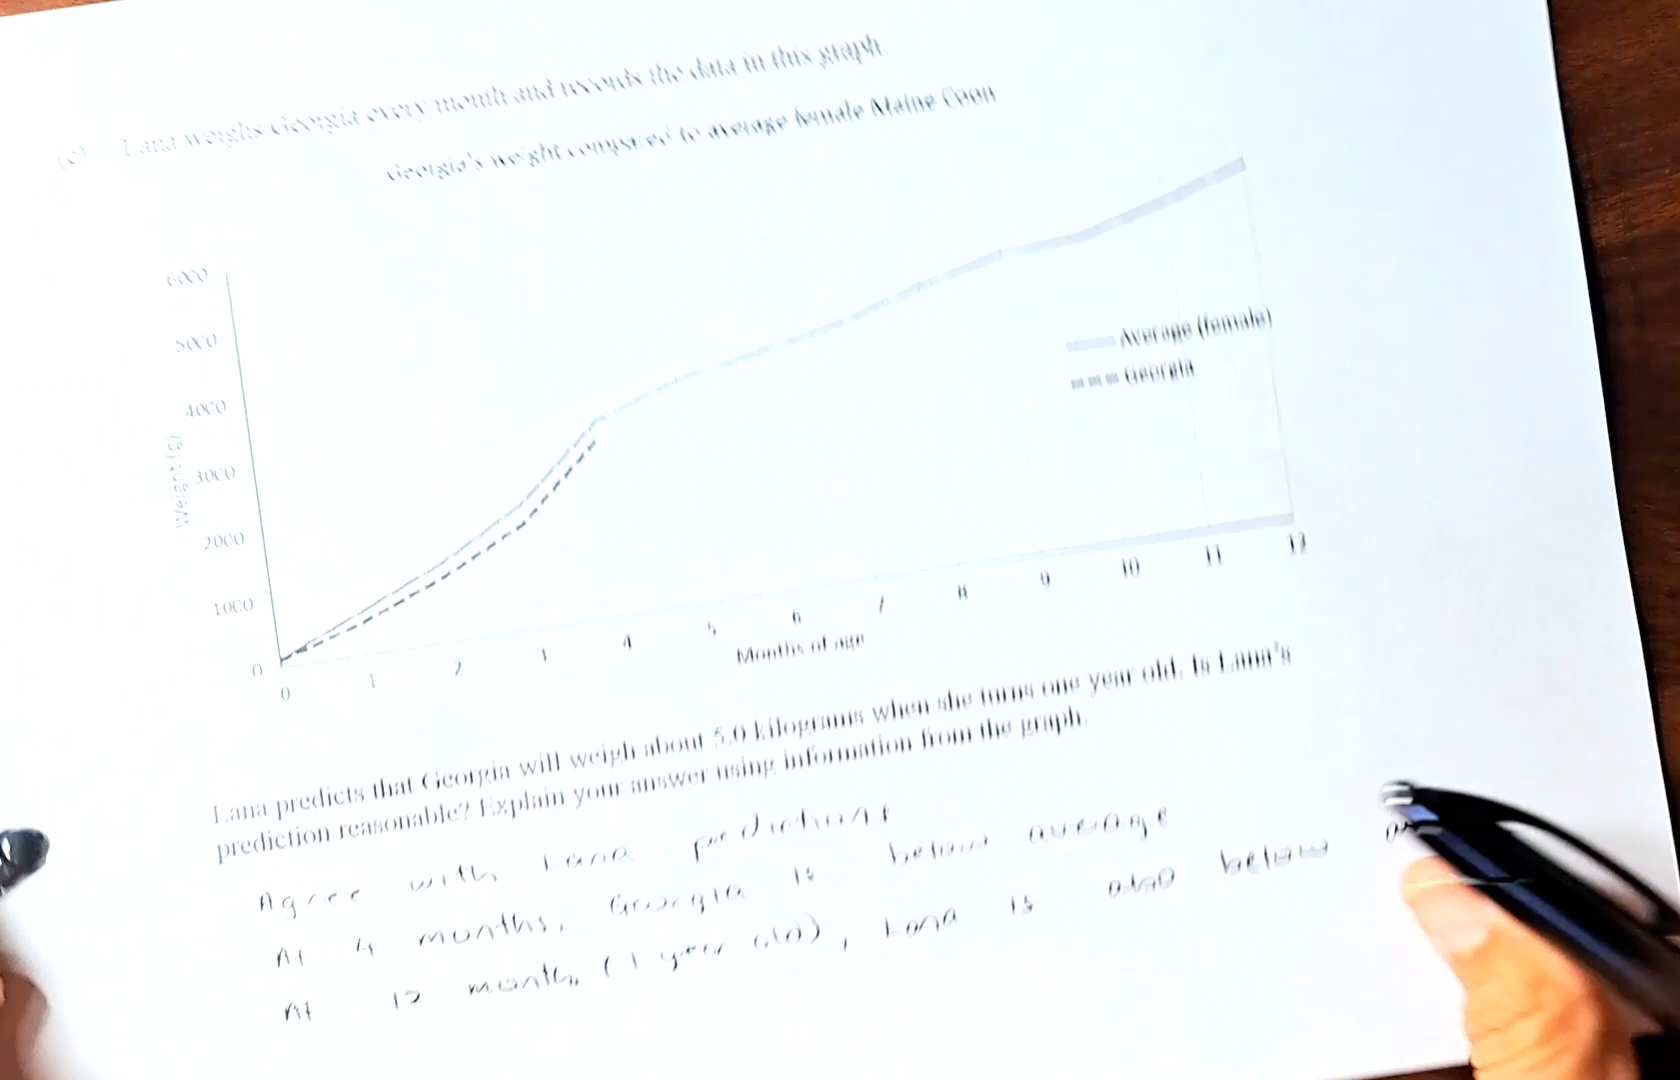 (c) Lana weighs Georgia every month and records the data in this graph.
Georgia's weight compared to average female Maine Coon
6000
5000
4000
3000
2000
1000
0
Weight (g)
0 1 2 3 4 5 6 7 8 9 10 11 12
Months of age
Average (female)
Georgia
Lana predicts that Georgia will weigh about 5.0 kilograms when she turns one year old. Is Lana's
prediction reasonable? Explain your answer using information from the graph.
Agree with Lana predictions
At 4 months, Georgia is below average
At 12 months (1 year old), Lana is also below